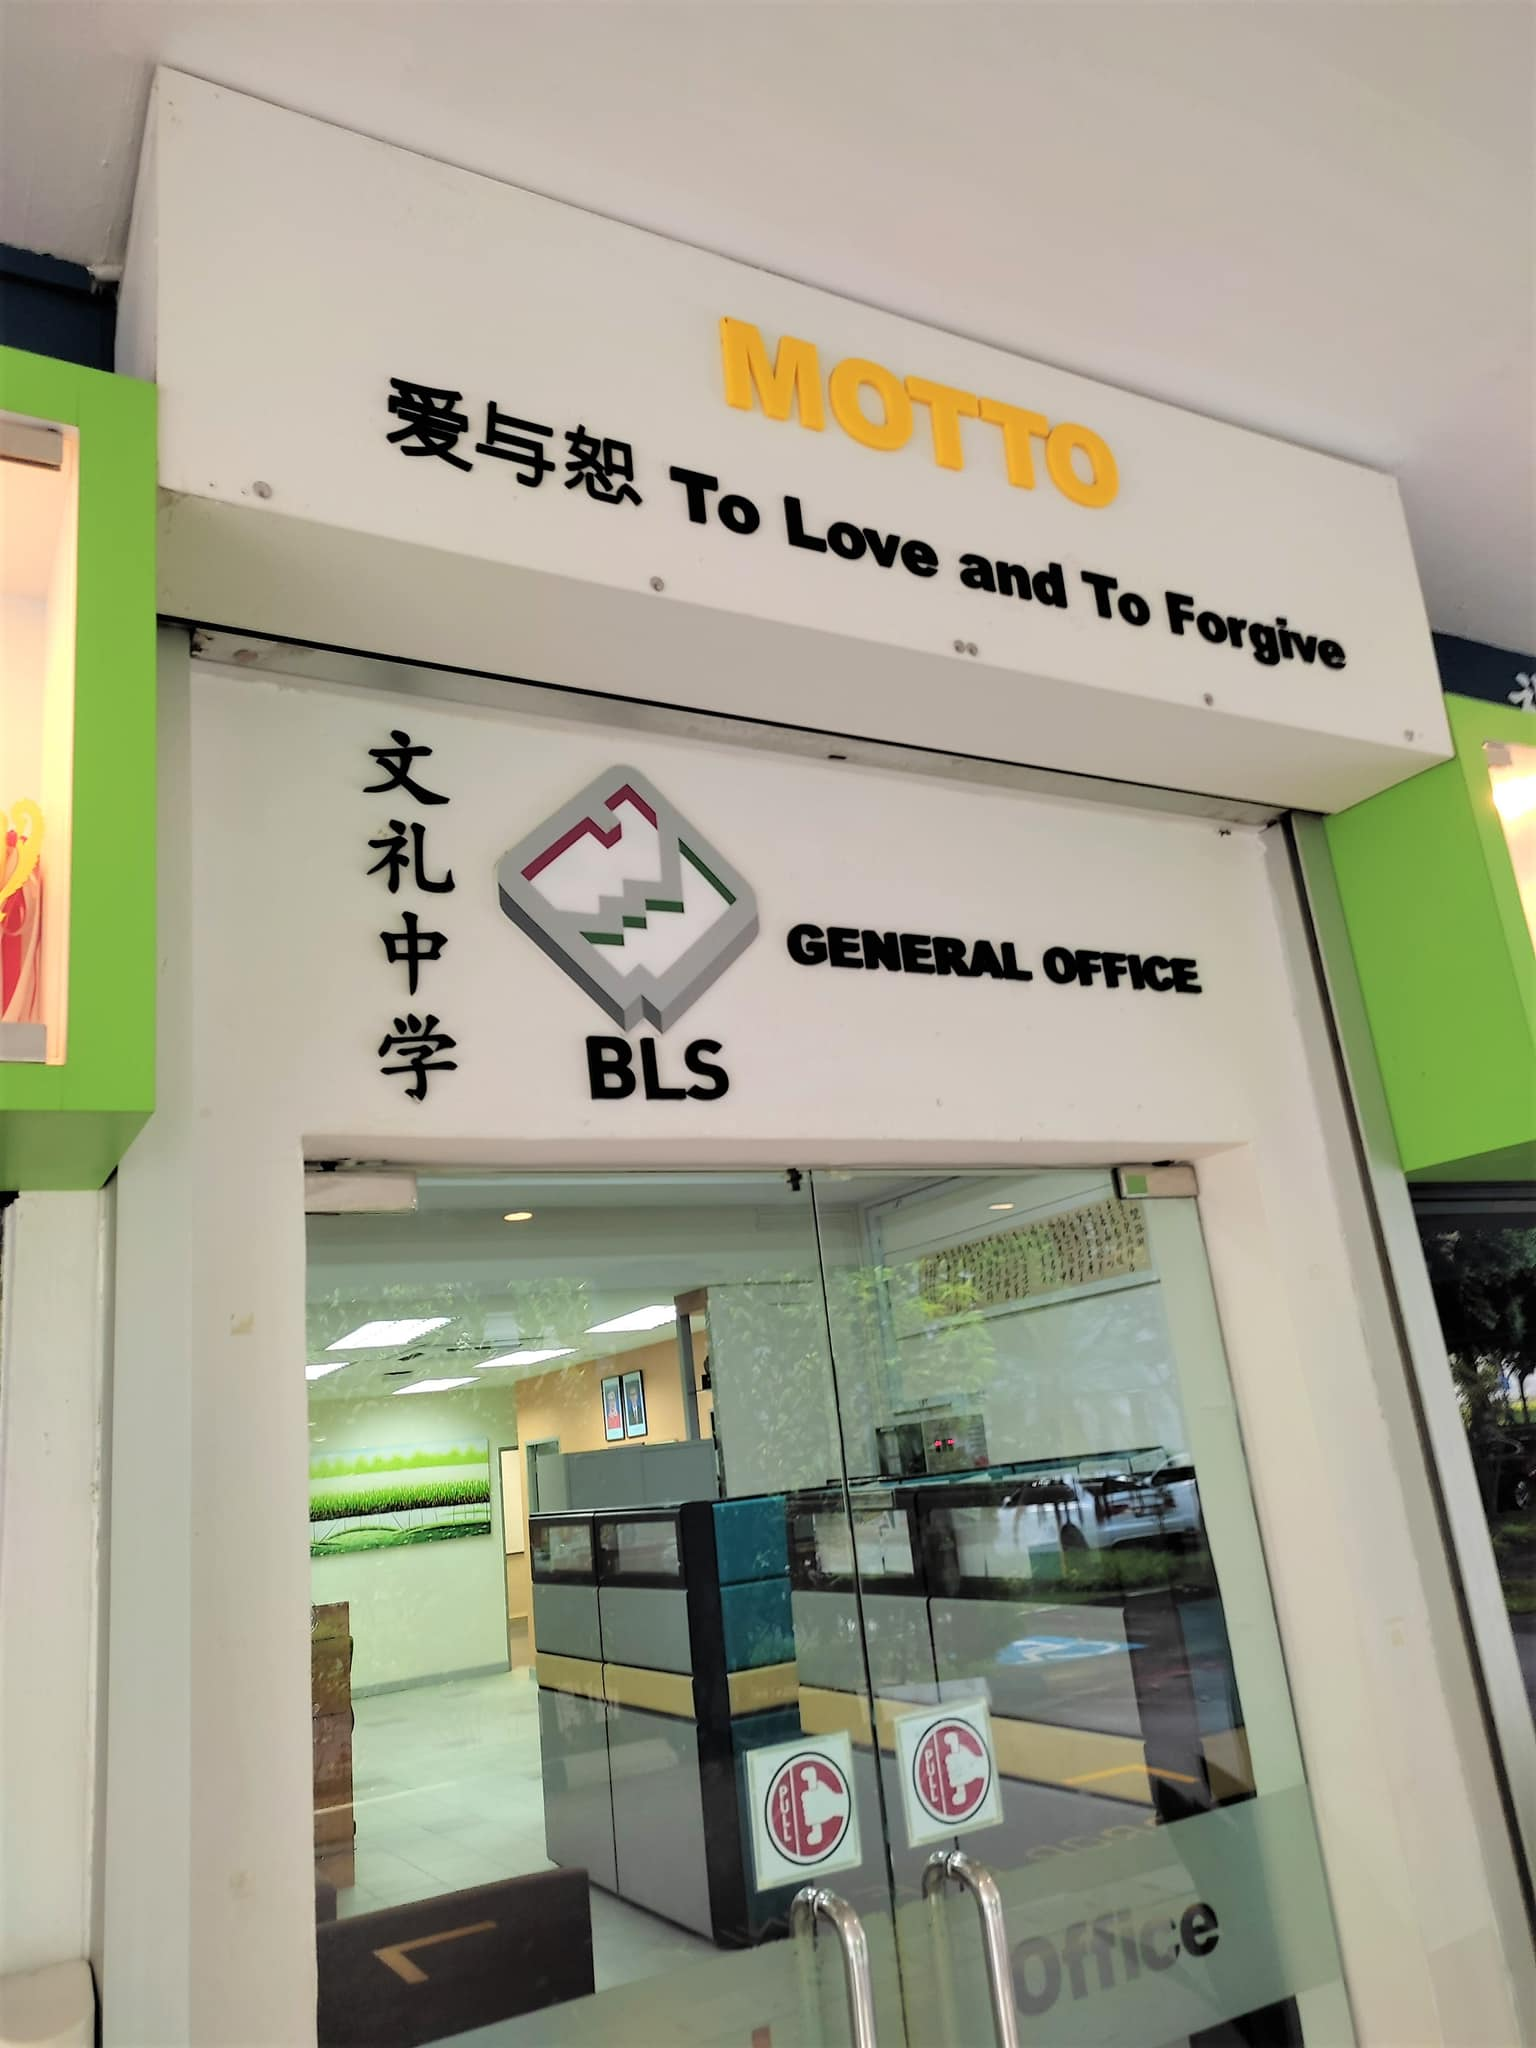 MOTTO
爱与恕 To Love and To Forgive
文礼中学
BLS
GENERAL OFFICE
PULL
PULL
Office